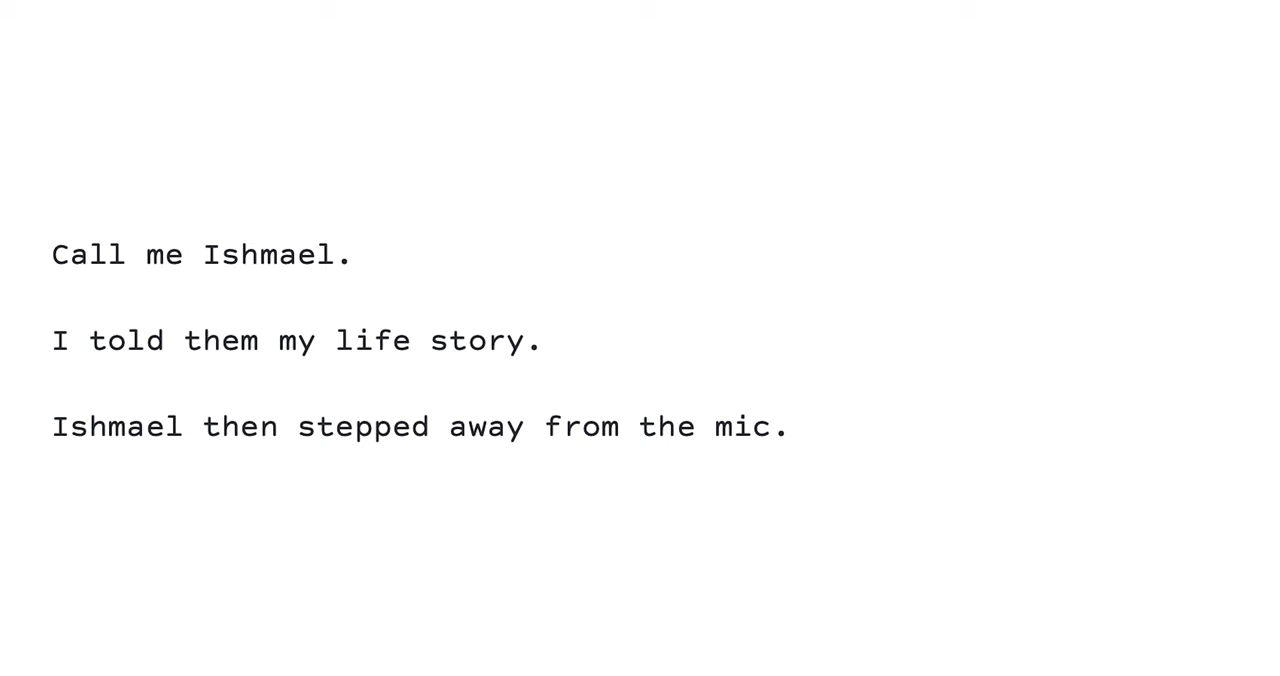 Call me Ishmael.
I told them my life story.
Ishmael then stepped away from the mic.